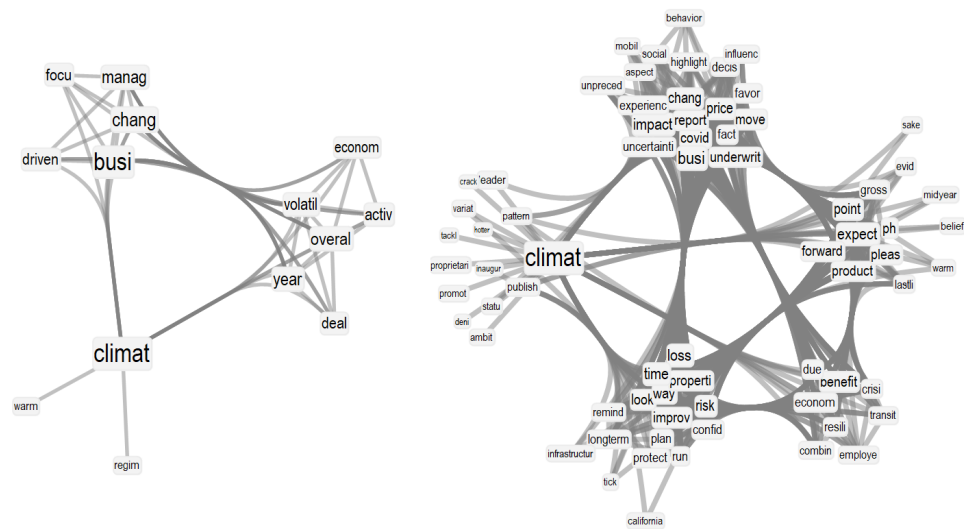 focu
manag
chang
driven
busi
econom
volatil
activ
overal
year
deal
climat
warm
regim
behavior
mobil
social
influenc
highlight
aspect
decis
unpreced
chang
favor
experienc
price
impact
report
move
covid
fact
uncertainti
busi
underwrit
sake
evid
gross
midyear
point
belief
ph
expect
forward
pleas
product
warm
lastli
crack
leader
variat
pattern
hotter
tackl
climat
proprietari
inaugur
publish
promot
statu
deni
ambit
loss
time
properti
look
way
risk
remind
improv
confid
longterm
plan
infrastructur
protect
run
tick
california
due
benefit
crisi
econom
transit
resili
combin
employe